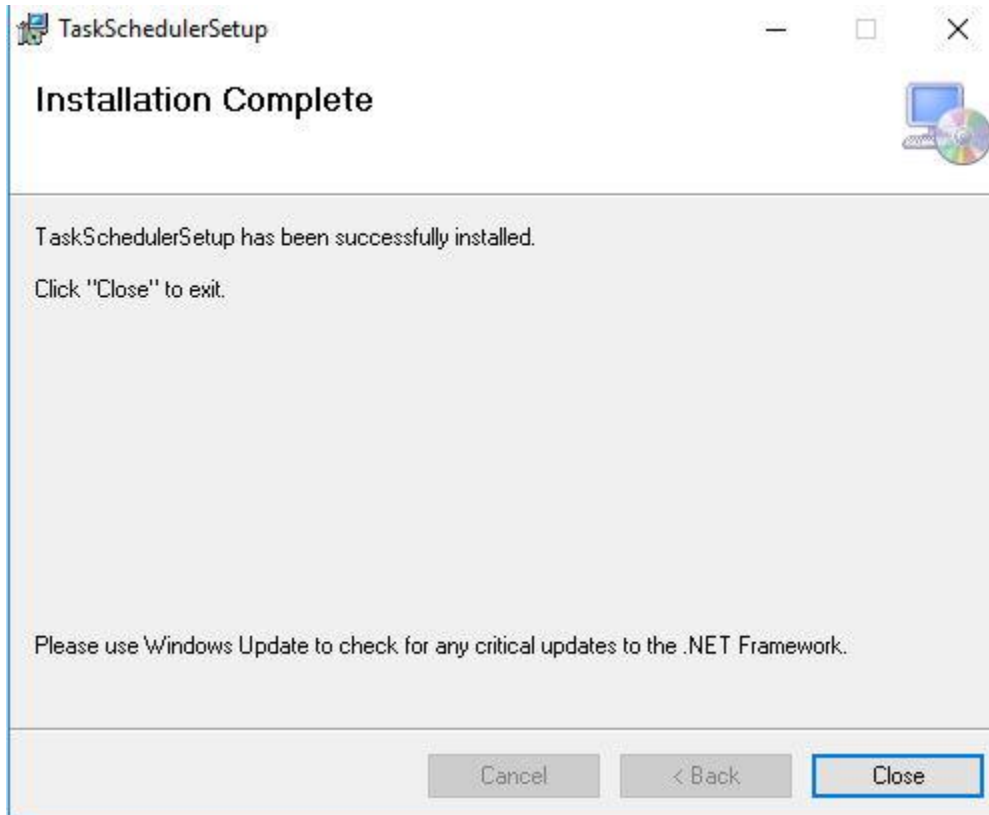 TaskSchedulerSetup
Installation Complete
TaskSchedulerSetup has been successfully installed.
Click "Close" to exit.
Please use Windows Update to check for any critical updates to the .NET Framework.
Cancel < Back Close